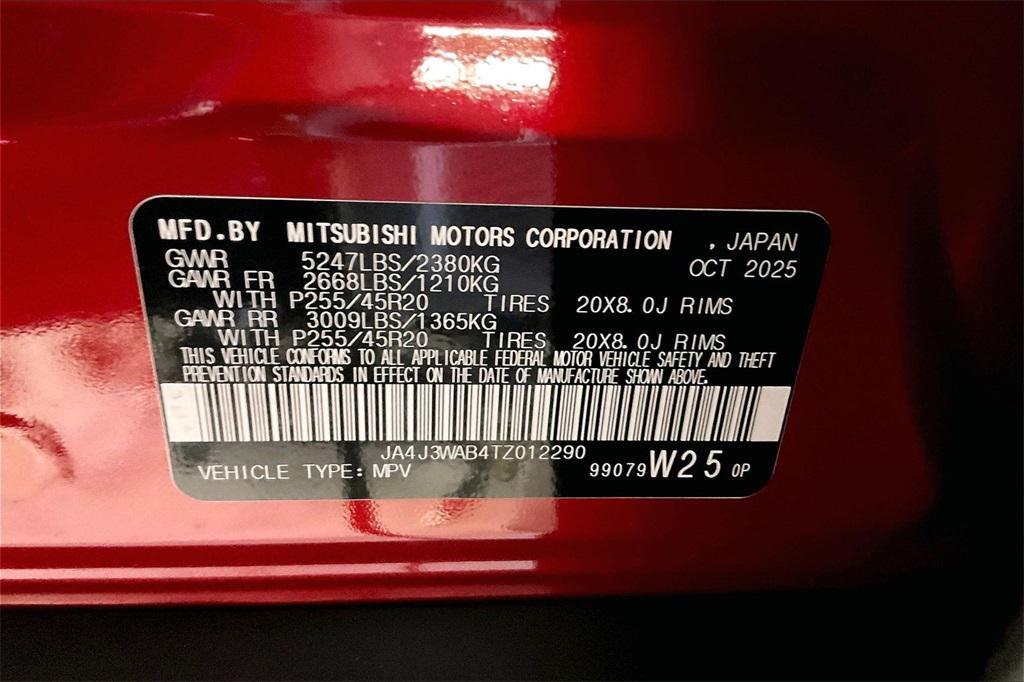 MFD.BY MITSUBISHI MOTORS CORPORATION , JAPAN
GVWR 5247LBS/2380KG OCT 2025
GAWR FR 2668LBS/1210KG
WITH P255/45R20 TIRES 20X8.0J RIMS
GAWR RR 3009LBS/1365KG
WITH P255/45R20 TIRES 20X8.0J RIMS
THIS VEHICLE CONFORMS TO ALL APPLICABLE FEDERAL MOTOR VEHICLE SAFETY AND THEFT
PREVENTION STANDARDS IN EFFECT ON THE DATE OF MANUFACTURE SHOWN ABOVE.
JA4J3WAB4TZ012290
VEHICLE TYPE: MPV 99079 W25 0P